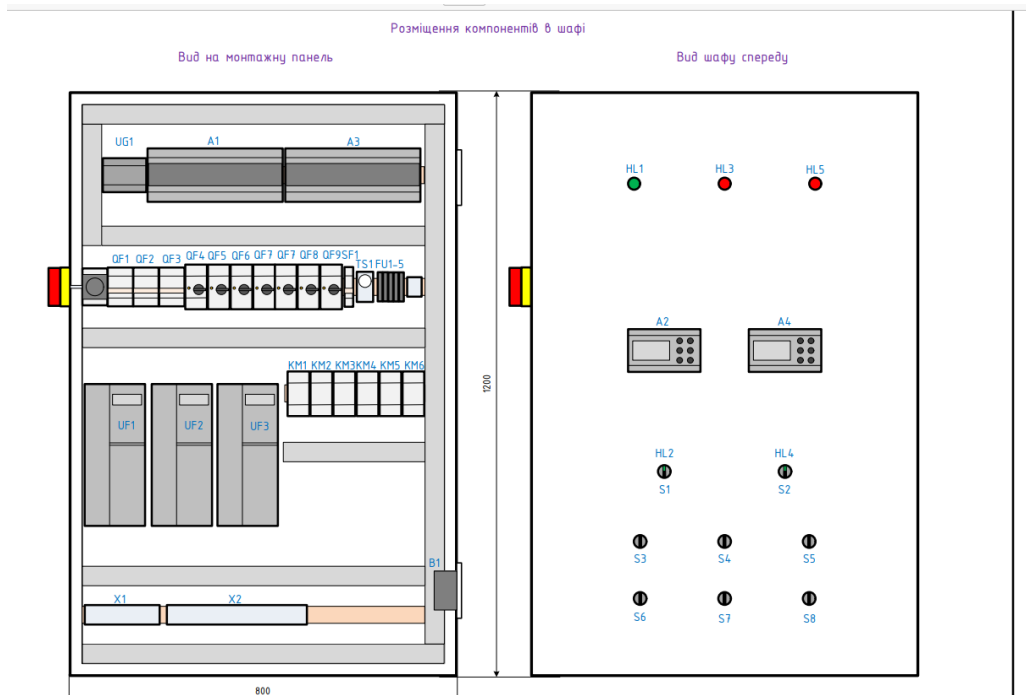 Розміщення компонентів в шафі
Вид на монтажну панель
Вид шафу спереду
UG1 A1 A3
QF1 QF2 QF3 QF4 QF5 QF6 QF7 QF7 QF8 QF9 SF1
TS1 FU1-5
KM1 KM2 KM3 KM4 KM5 KM6
UF1 UF2 UF3
B1
X1 X2
800
1200
HL1 HL3 HL5
A2 A4
HL2 HL4
S1 S2
S3 S4 S5
S6 S7 S8